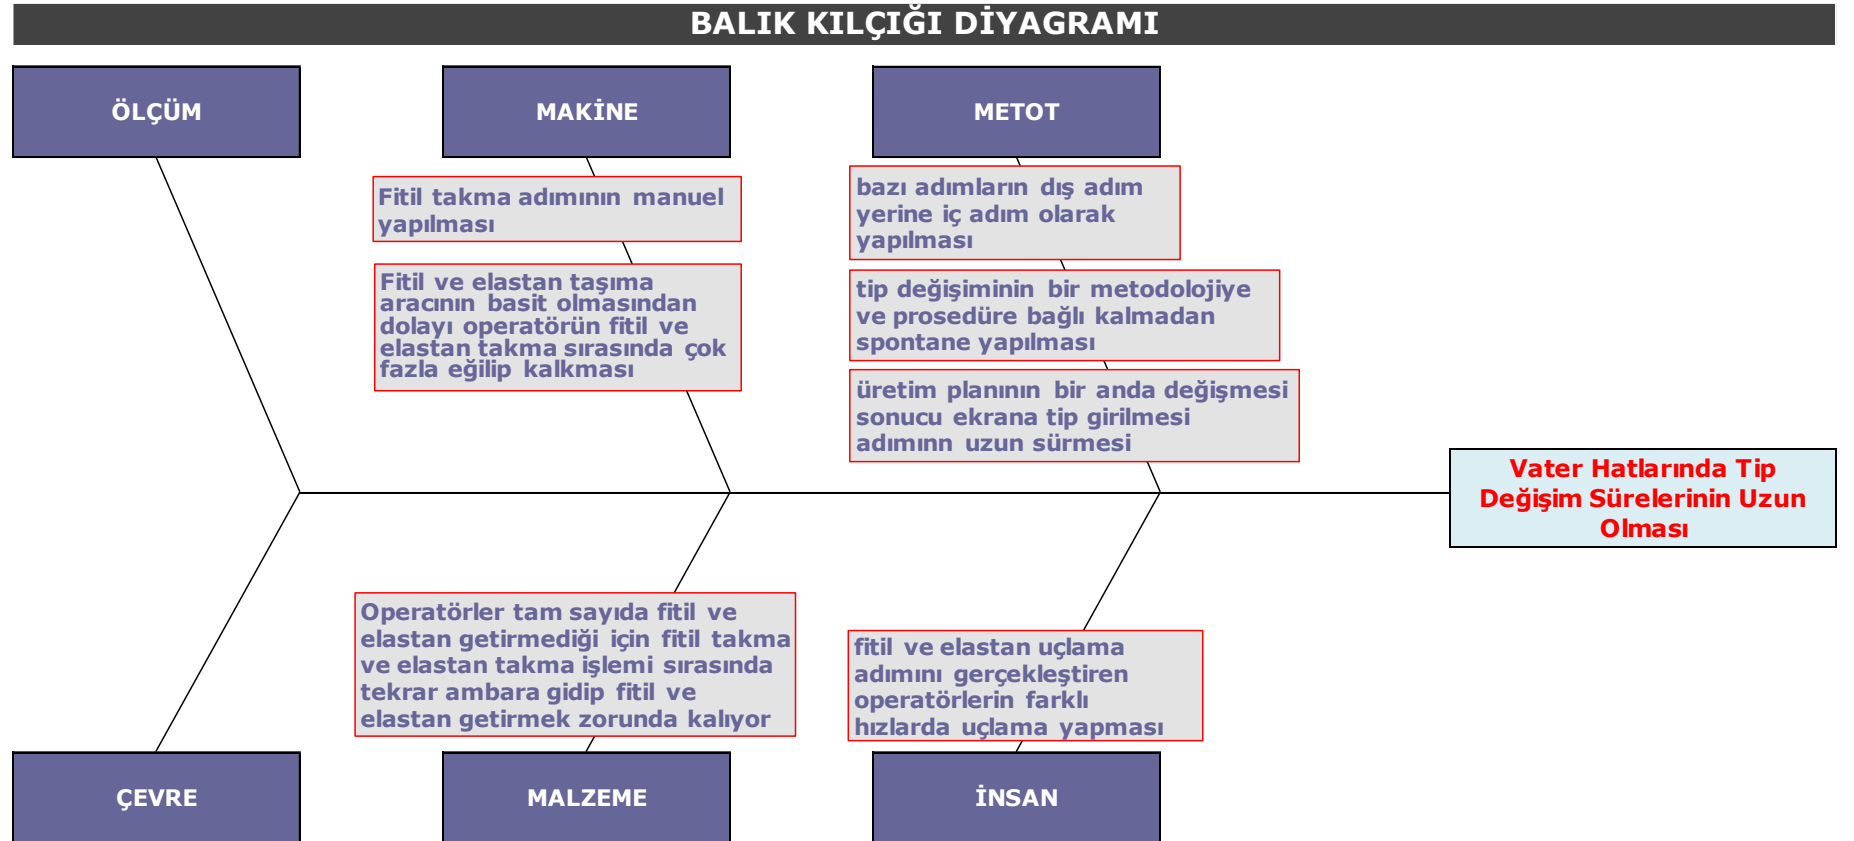 BALIK KILÇIĞI DİYAGRAMI
ÖLÇÜM
MAKİNE
METOT
Fitil takma adımının manuel
yapılması
Fitil ve elastan taşıma
aracının basit olmasından
dolayı operatörün fitil ve
elastan takma sırasında çok
fazla eğilip kalkması
bazı adımların dış adım
yerine iç adım olarak
yapılması
tip değişiminin bir metodolojiye
ve prosedüre bağlı kalmadan
spontane yapılması
üretim planının bir anda değişmesi
sonucu ekrana tip girilmesi
adımınn uzun sürmesi
Vater Hatlarında Tip
Değişim Sürelerinin Uzun
Olması
Operatörler tam sayıda fitil ve
elastan getirmediği için fitil takma
ve elastan takma işlemi sırasında
tekrar ambara gidip fitil ve
elastan getirmek zorunda kalıyor
fitil ve elastan uçlama
adımını gerçekleştiren
operatörlerin farklı
hızlarda uçlama yapması
ÇEVRE
MALZEME
İNSAN